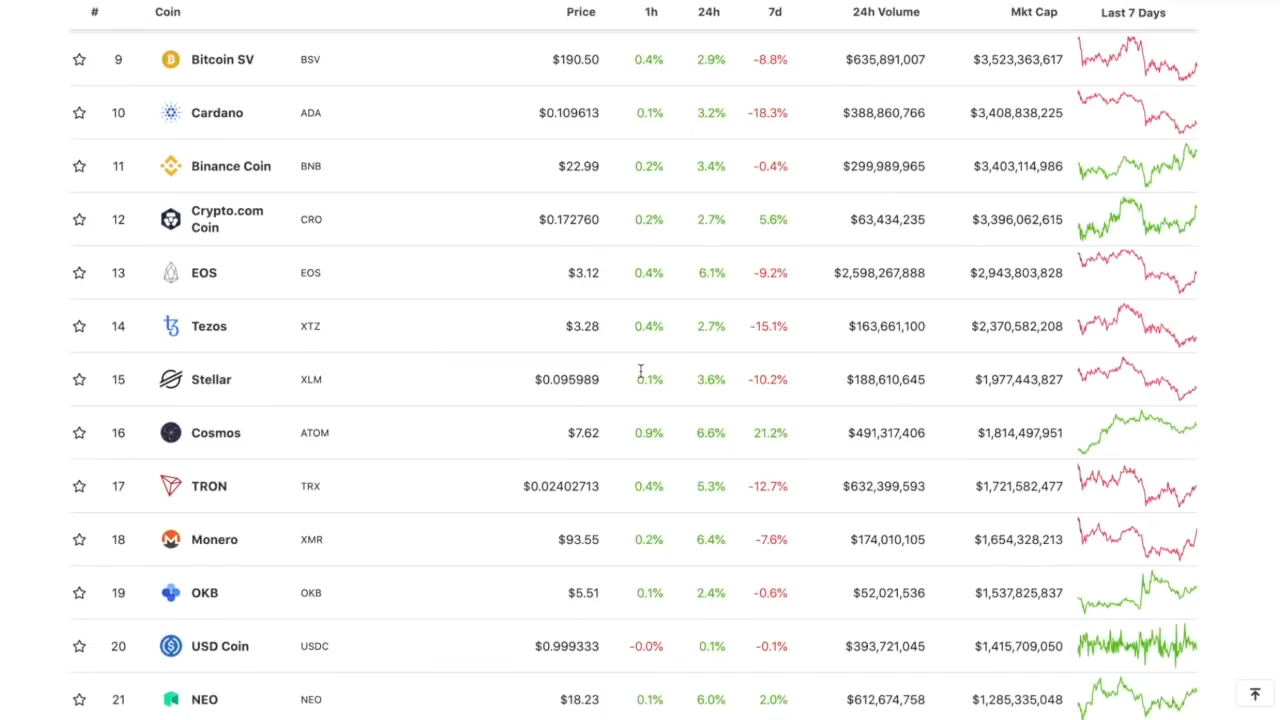 # Coin Price 1h 24h 7d 24h Volume Mkt Cap Last 7 Days
9 Bitcoin SV BSV $190.50 0.4% 2.9% -8.8% $635,891,007 $3,523,363,617
10 Cardano ADA $0.109613 0.1% 3.2% -18.3% $388,860,766 $3,408,838,225
11 Binance Coin BNB $22.99 0.2% 3.4% -0.4% $299,989,965 $3,403,114,986
12 Crypto.com Coin CRO $0.172760 0.2% 2.7% 5.6% $63,434,235 $3,396,062,615
13 EOS EOS $3.12 0.4% 6.1% -9.2% $2,598,267,888 $2,943,803,828
14 Tezos XTZ $3.28 0.4% 2.7% -15.1% $163,661,100 $2,370,582,208
15 Stellar XLM $0.095989 0.1% 3.6% -10.2% $188,610,645 $1,977,443,827
16 Cosmos ATOM $7.62 0.9% 6.6% 21.2% $491,317,406 $1,814,497,951
17 TRON TRX $0.02402713 0.4% 5.3% -12.7% $632,399,593 $1,721,582,477
18 Monero XMR $93.55 0.2% 6.4% -7.6% $174,010,105 $1,654,328,213
19 OKB OKB $5.51 0.1% 2.4% -0.6% $52,021,536 $1,537,825,837
20 USD Coin USDC $0.999333 -0.0% 0.1% -0.1% $393,721,045 $1,415,709,050
21 NEO NEO $18.23 0.1% 6.0% 2.0% $612,674,758 $1,285,335,048